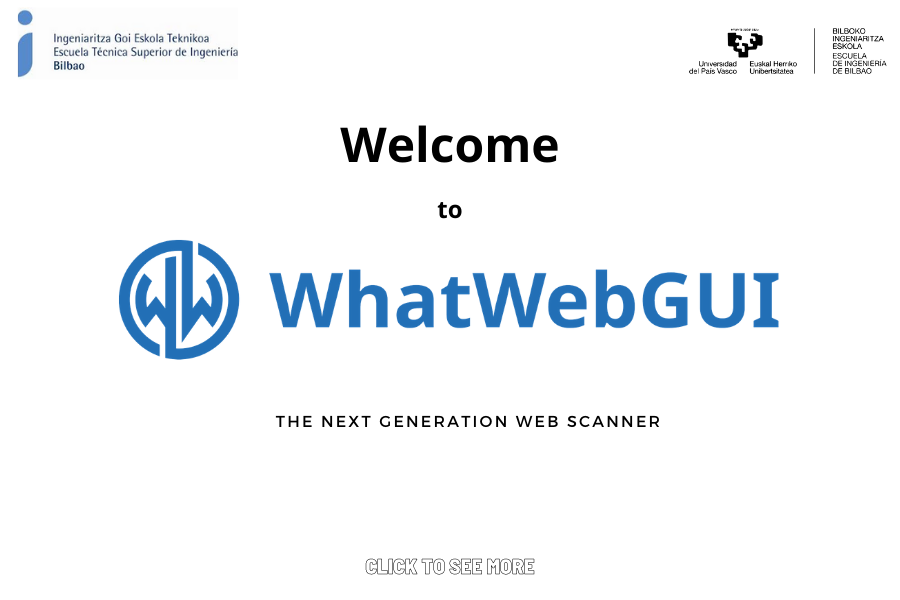 Ingeniaritza Goi Eskola Teknikoa
Escuela Técnica Superior de Ingeniería
Bilbao
Universidad
del País Vasco
Euskal Herriko
Unibertsitatea
BILBOKO
INGENIARITZA
ESKOLA
ESCUELA
DE INGENIERÍA
DE BILBAO
Welcome
to
WhatWebGUI
THE NEXT GENERATION WEB SCANNER
CLICK TO SEE MORE